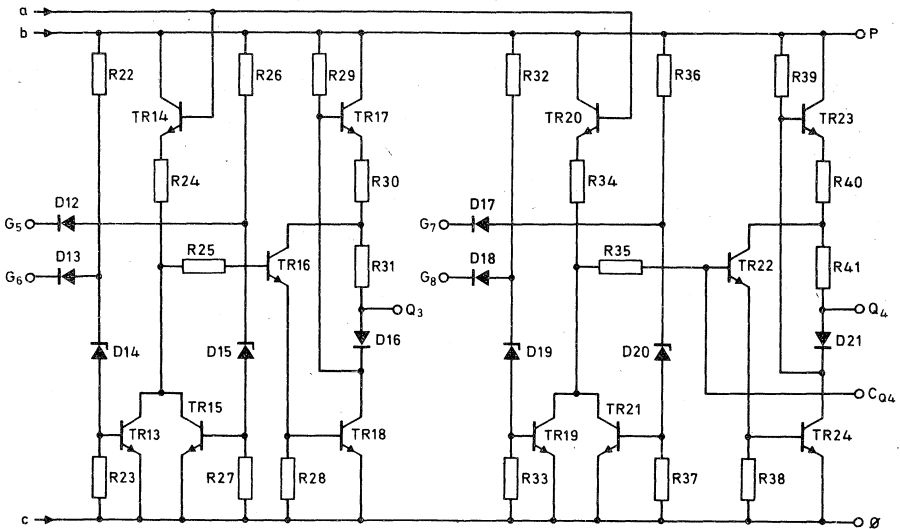 a
b P
R22 R26 R29 R32 R36 R39
TR14 TR17 TR20 TR23
R24 R30 R34 R40
D12 D17
G5 G7
R25 R35
D13 TR16 R31 D18 TR22 R41
G6 G8
Q3 Q4
D14 D15 D16 D19 D20 D21
CQ4
TR15 TR21
TR13 TR18 TR19 TR24
R23 R27 R28 R33 R37 R38
c Ø